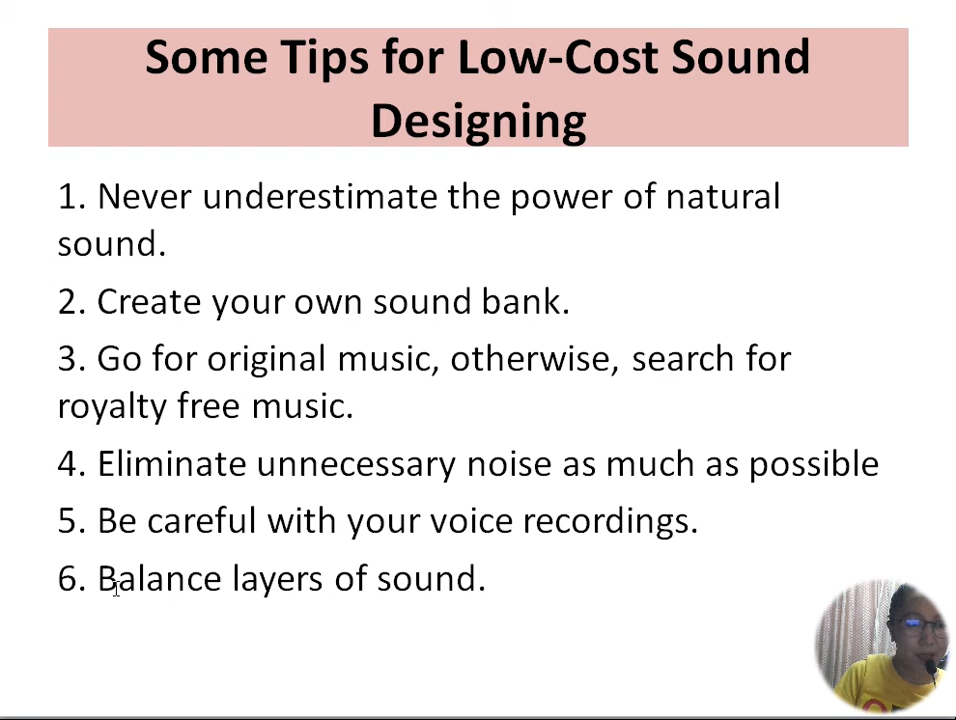 Some Tips for Low-Cost Sound
Designing
1. Never underestimate the power of natural
sound.
2. Create your own sound bank.
3. Go for original music, otherwise, search for
royalty free music.
4. Eliminate unnecessary noise as much as possible
5. Be careful with your voice recordings.
6. Balance layers of sound.